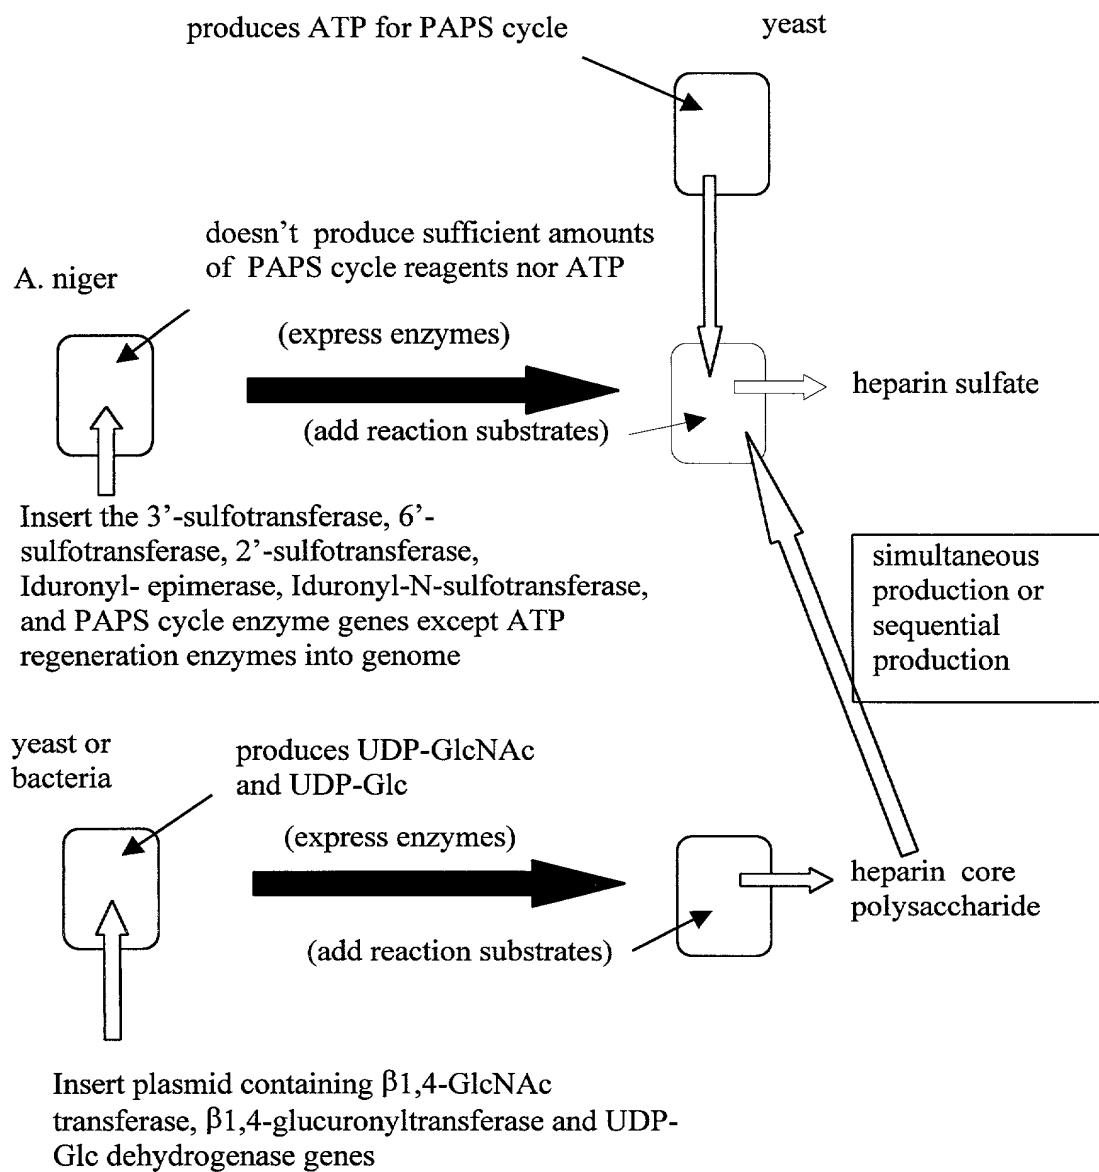 produces ATP for PAPS cycle
yeast
doesn't produce sufficient amounts
of PAPS cycle reagents nor ATP
A. niger
(express enzymes)
heparin sulfate
(add reaction substrates)
Insert the 3'-sulfotransferase, 6'-
sulfotransferase, 2'-sulfotransferase,
Iduronyl- epimerase, Iduronyl-N-sulfotransferase,
and PAPS cycle enzyme genes except ATP
regeneration enzymes into genome
simultaneous
production or
sequential
production
yeast or
bacteria
produces UDP-GlcNAc
and UDP-Glc
(express enzymes)
heparin core
polysaccharide
(add reaction substrates)
Insert plasmid containing β1,4-GlcNAc
transferase, β1,4-glucuronyltransferase and UDP-
Glc dehydrogenase genes